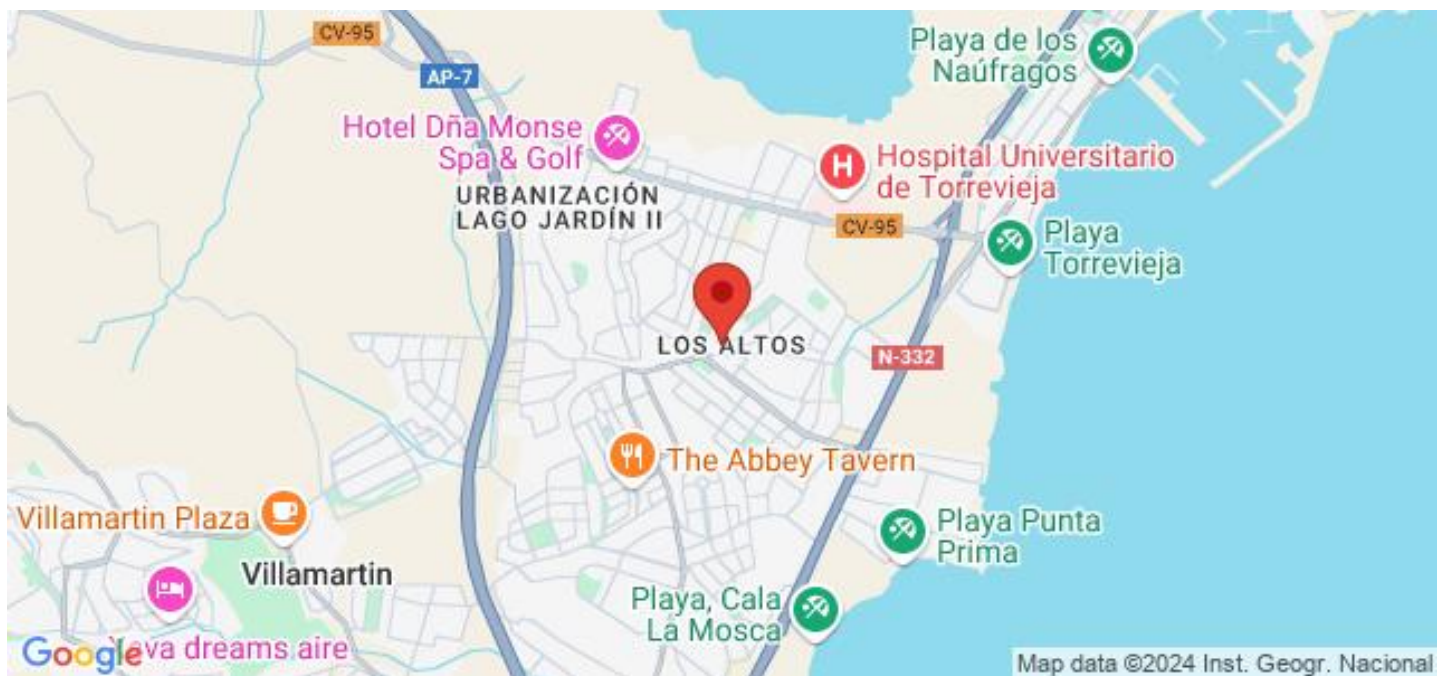 CV-95
Playa de los
Naúfragos
AP-7
Hotel Dña Monse
Spa & Golf
Hospital Universitario
de Torrevieja
URBANIZACIÓN
LAGO JARDÍN II
CV-95
Playa
Torrevieja
LOS ALTOS
N-332
The Abbey Tavern
Villamartin Plaza
Playa Punta
Prima
Villamartin
Playa, Cala
La Mosca
Google
dreams aire
Map data ©2024 Inst. Geogr. Nacional